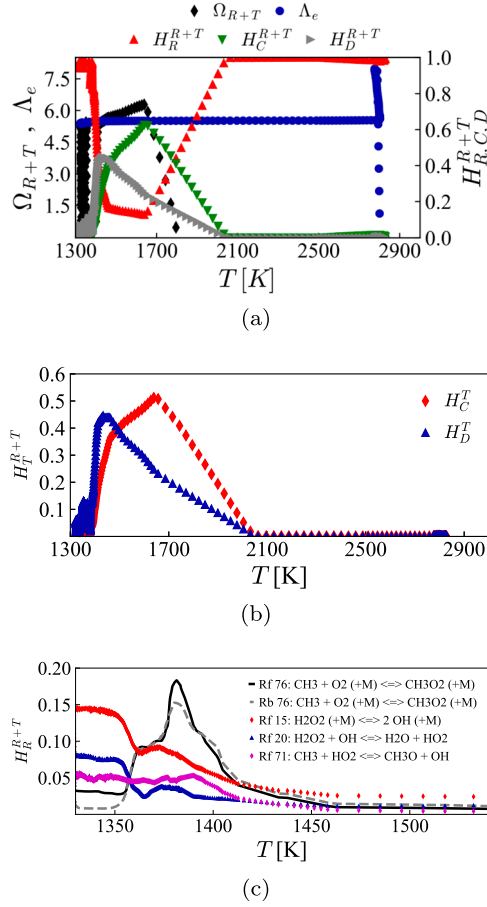 Ω_{R+T} Λ_e
H_R^{R+T} H_C^{R+T} H_D^{R+T}
7.5
6.0
4.5
3.0
1.5
Ω_{R+T} , Λ_e
1.0
0.8
0.6
0.4
0.2
0.0
H_{R,C,D}^{R+T}
1300 1700 2100 2500 2900
T [K]
(a)
0.6
0.5
0.4
0.3
0.2
0.1
H_T^{R+T}
H_C^T
H_D^T
1300 1700 2100 2500 2900
T [K]
(b)
0.20
0.15
0.10
0.05
H_R^{R+T}
Rf 76: CH3 + O2 (+M) <=> CH3O2 (+M)
Rb 76: CH3 + O2 (+M) <=> CH3O2 (+M)
Rf 15: H2O2 (+M) <=> 2 OH (+M)
Rf 20: H2O2 + OH <=> H2O + HO2
Rf 71: CH3 + HO2 <=> CH3O + OH
1350 1400 1450 1500
T [K]
(c)